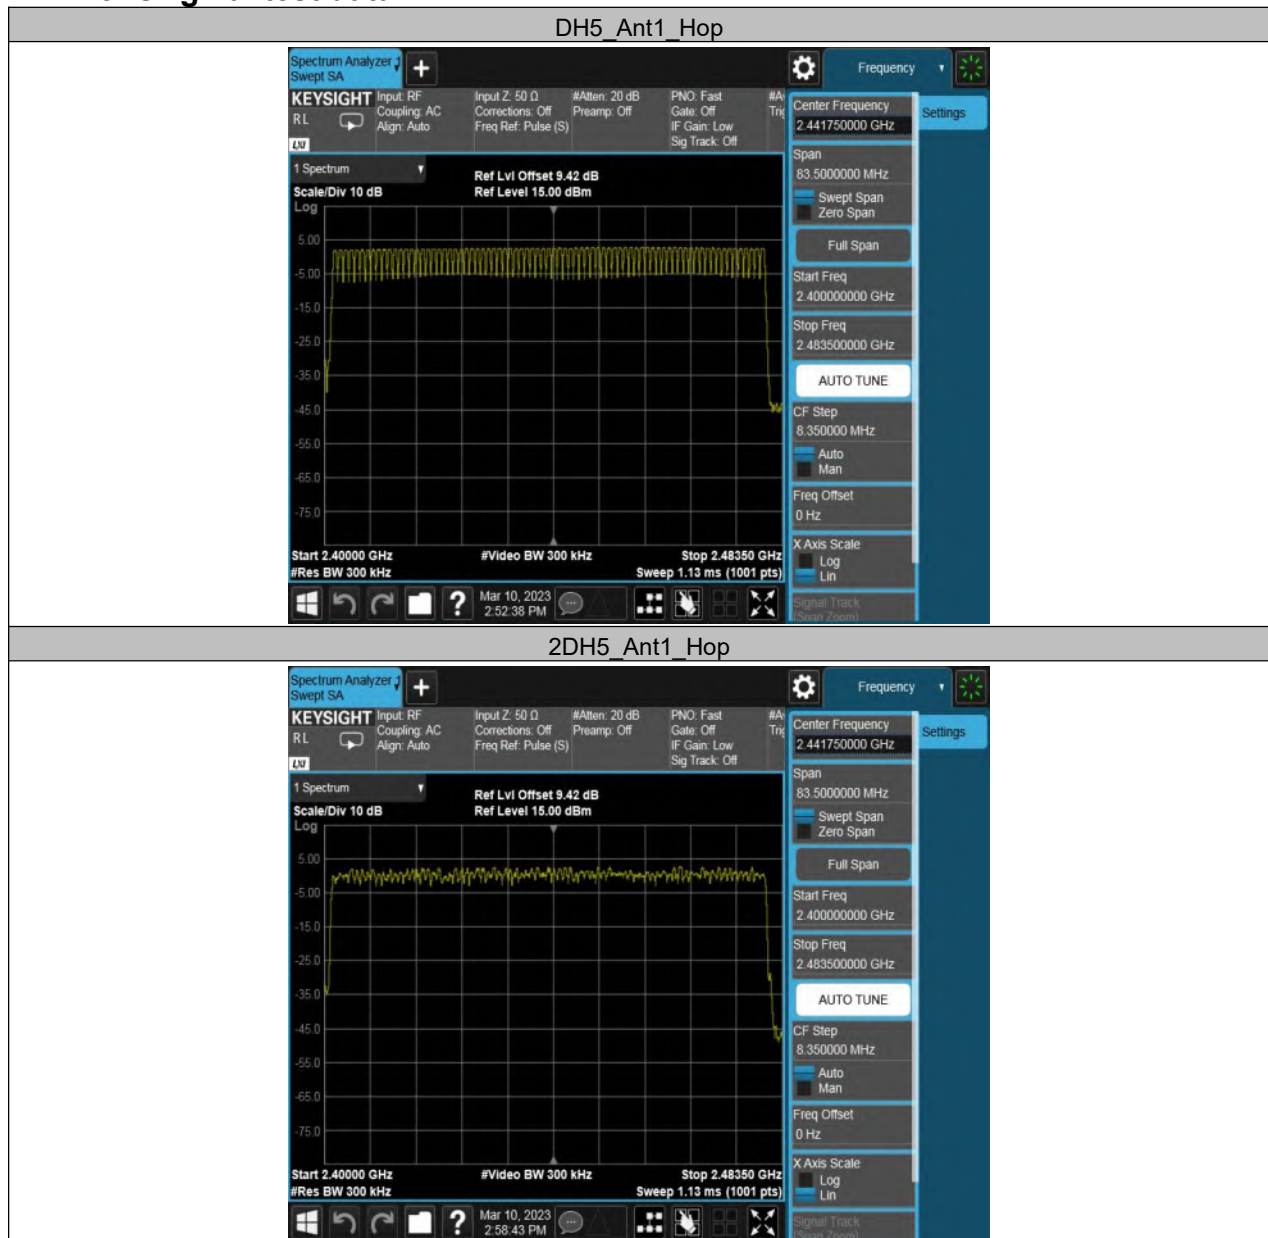 DH5_Ant1_Hop
Spectrum Analyzer 1
Swept SA
Frequency
KEYSIGHT
RL
LXI
Input: RF
Coupling: AC
Align: Auto
Input Z: 50 Ω
Corrections: Off
Freq Ref: Pulse (S)
#Atten: 20 dB
Preamp: Off
PNO: Fast
Gate: Off
IF Gain: Low
Sig Track: Off
Center Frequency
2.441750000 GHz
Settings
Span
83.5000000 MHz
Swept Span
Zero Span
Full Span
Start Freq
2.400000000 GHz
Stop Freq
2.483500000 GHz
AUTO TUNE
CF Step
8.350000 MHz
Auto
Man
Freq Offset
0 Hz
X Axis Scale
Log
Lin
Signal Track
(Span Zoom)
1 Spectrum
Scale/Div 10 dB
Log
Ref Lvl Offset 9.42 dB
Ref Level 15.00 dBm
5.00
-5.00
-15.0
-25.0
-35.0
-45.0
-55.0
-65.0
-75.0
Start 2.40000 GHz
#Res BW 300 kHz
#Video BW 300 kHz
Stop 2.48350 GHz
Sweep 1.13 ms (1001 pts)
Mar 10, 2023
2:52:38 PM
2DH5_Ant1_Hop
Spectrum Analyzer 1
Swept SA
Frequency
KEYSIGHT
RL
LXI
Input: RF
Coupling: AC
Align: Auto
Input Z: 50 Ω
Corrections: Off
Freq Ref: Pulse (S)
#Atten: 20 dB
Preamp: Off
PNO: Fast
Gate: Off
IF Gain: Low
Sig Track: Off
Center Frequency
2.441750000 GHz
Settings
Span
83.5000000 MHz
Swept Span
Zero Span
Full Span
Start Freq
2.400000000 GHz
Stop Freq
2.483500000 GHz
AUTO TUNE
CF Step
8.350000 MHz
Auto
Man
Freq Offset
0 Hz
X Axis Scale
Log
Lin
Signal Track
(Span Zoom)
1 Spectrum
Scale/Div 10 dB
Log
Ref Lvl Offset 9.42 dB
Ref Level 15.00 dBm
5.00
-5.00
-15.0
-25.0
-35.0
-45.0
-55.0
-65.0
-75.0
Start 2.40000 GHz
#Res BW 300 kHz
#Video BW 300 kHz
Stop 2.48350 GHz
Sweep 1.13 ms (1001 pts)
Mar 10, 2023
2:58:43 PM